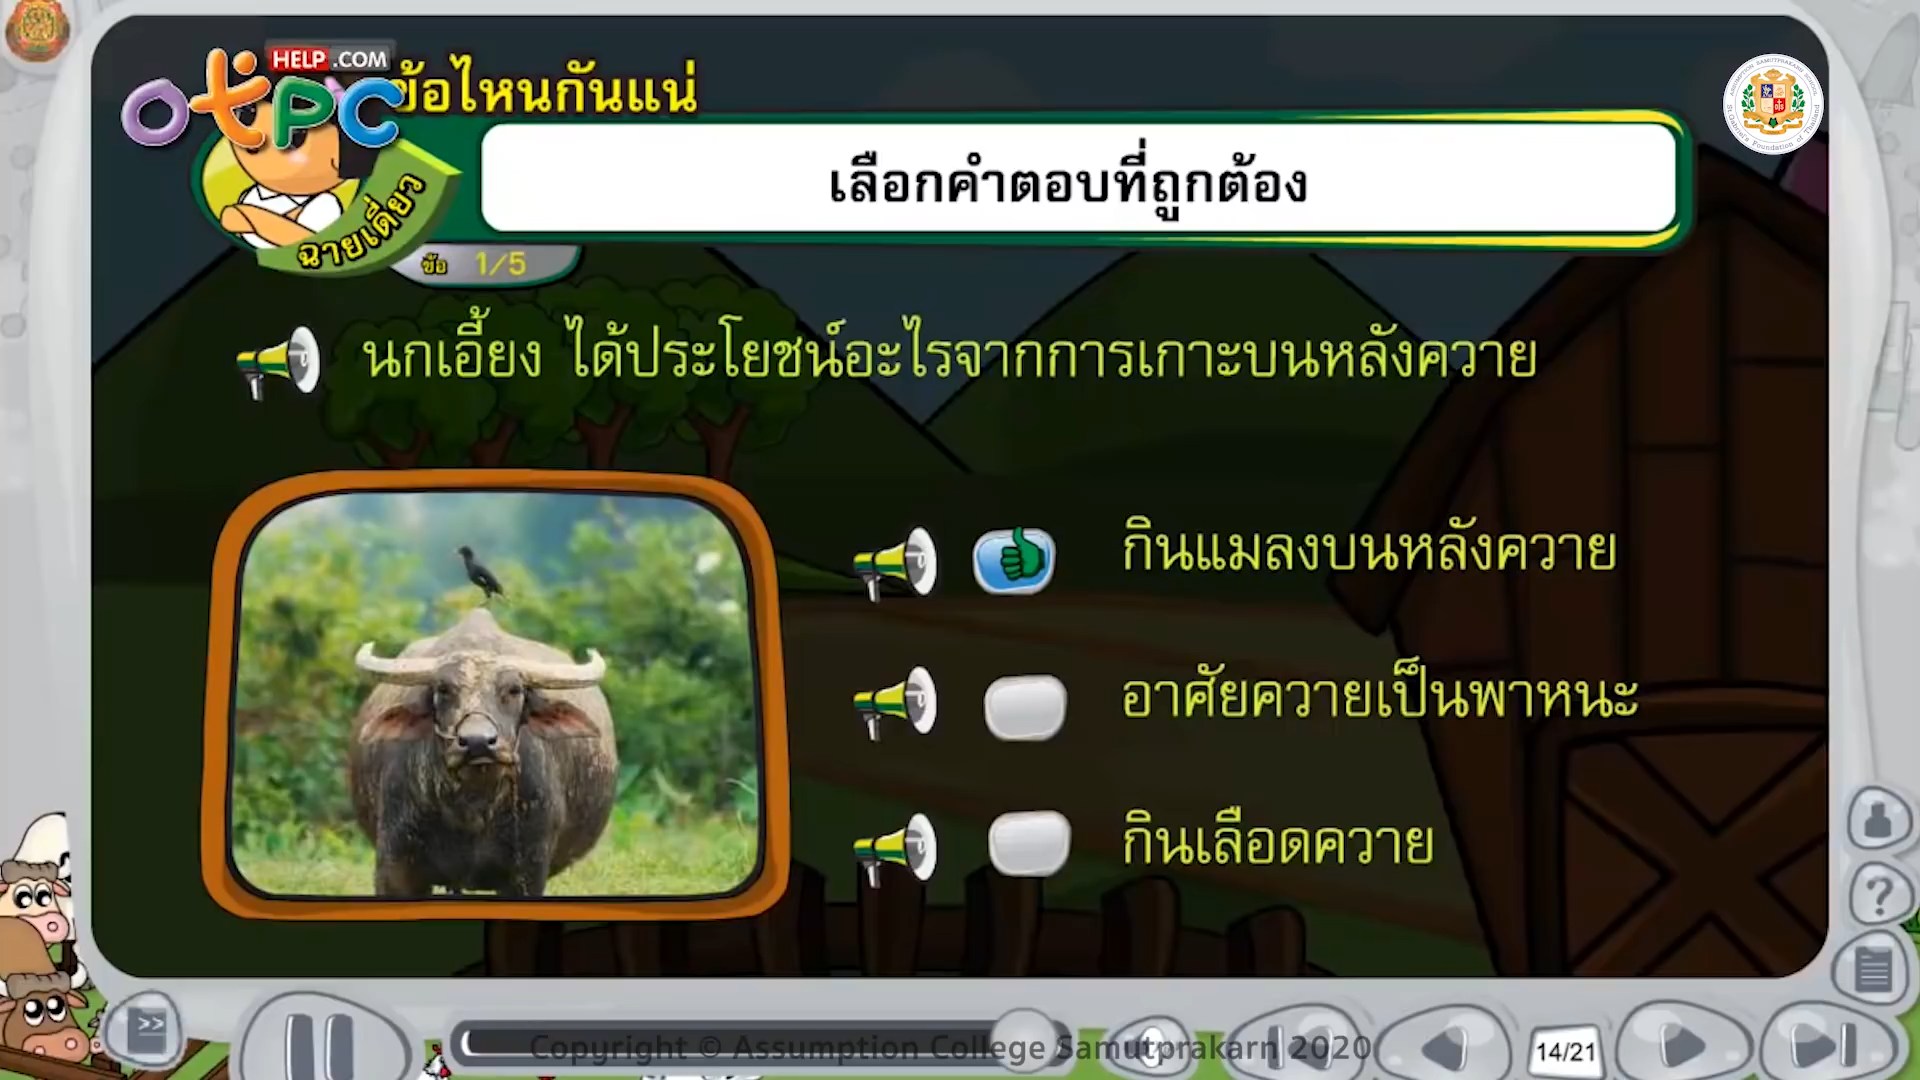 HELP .COM
otPC
ข้อไหนกันแน่
เลือกคำตอบที่ถูกต้อง
ฉายเดี่ยว
ข้อ 1/5
นกเอี้ยง ได้ประโยชน์อะไรจากการเกาะบนหลังควาย
กินแมลงบนหลังควาย
อาศัยควายเป็นพาหนะ
กินเลือดควาย
>>
?
14/21
Copyright © Assumption College Samutprakarn 2020